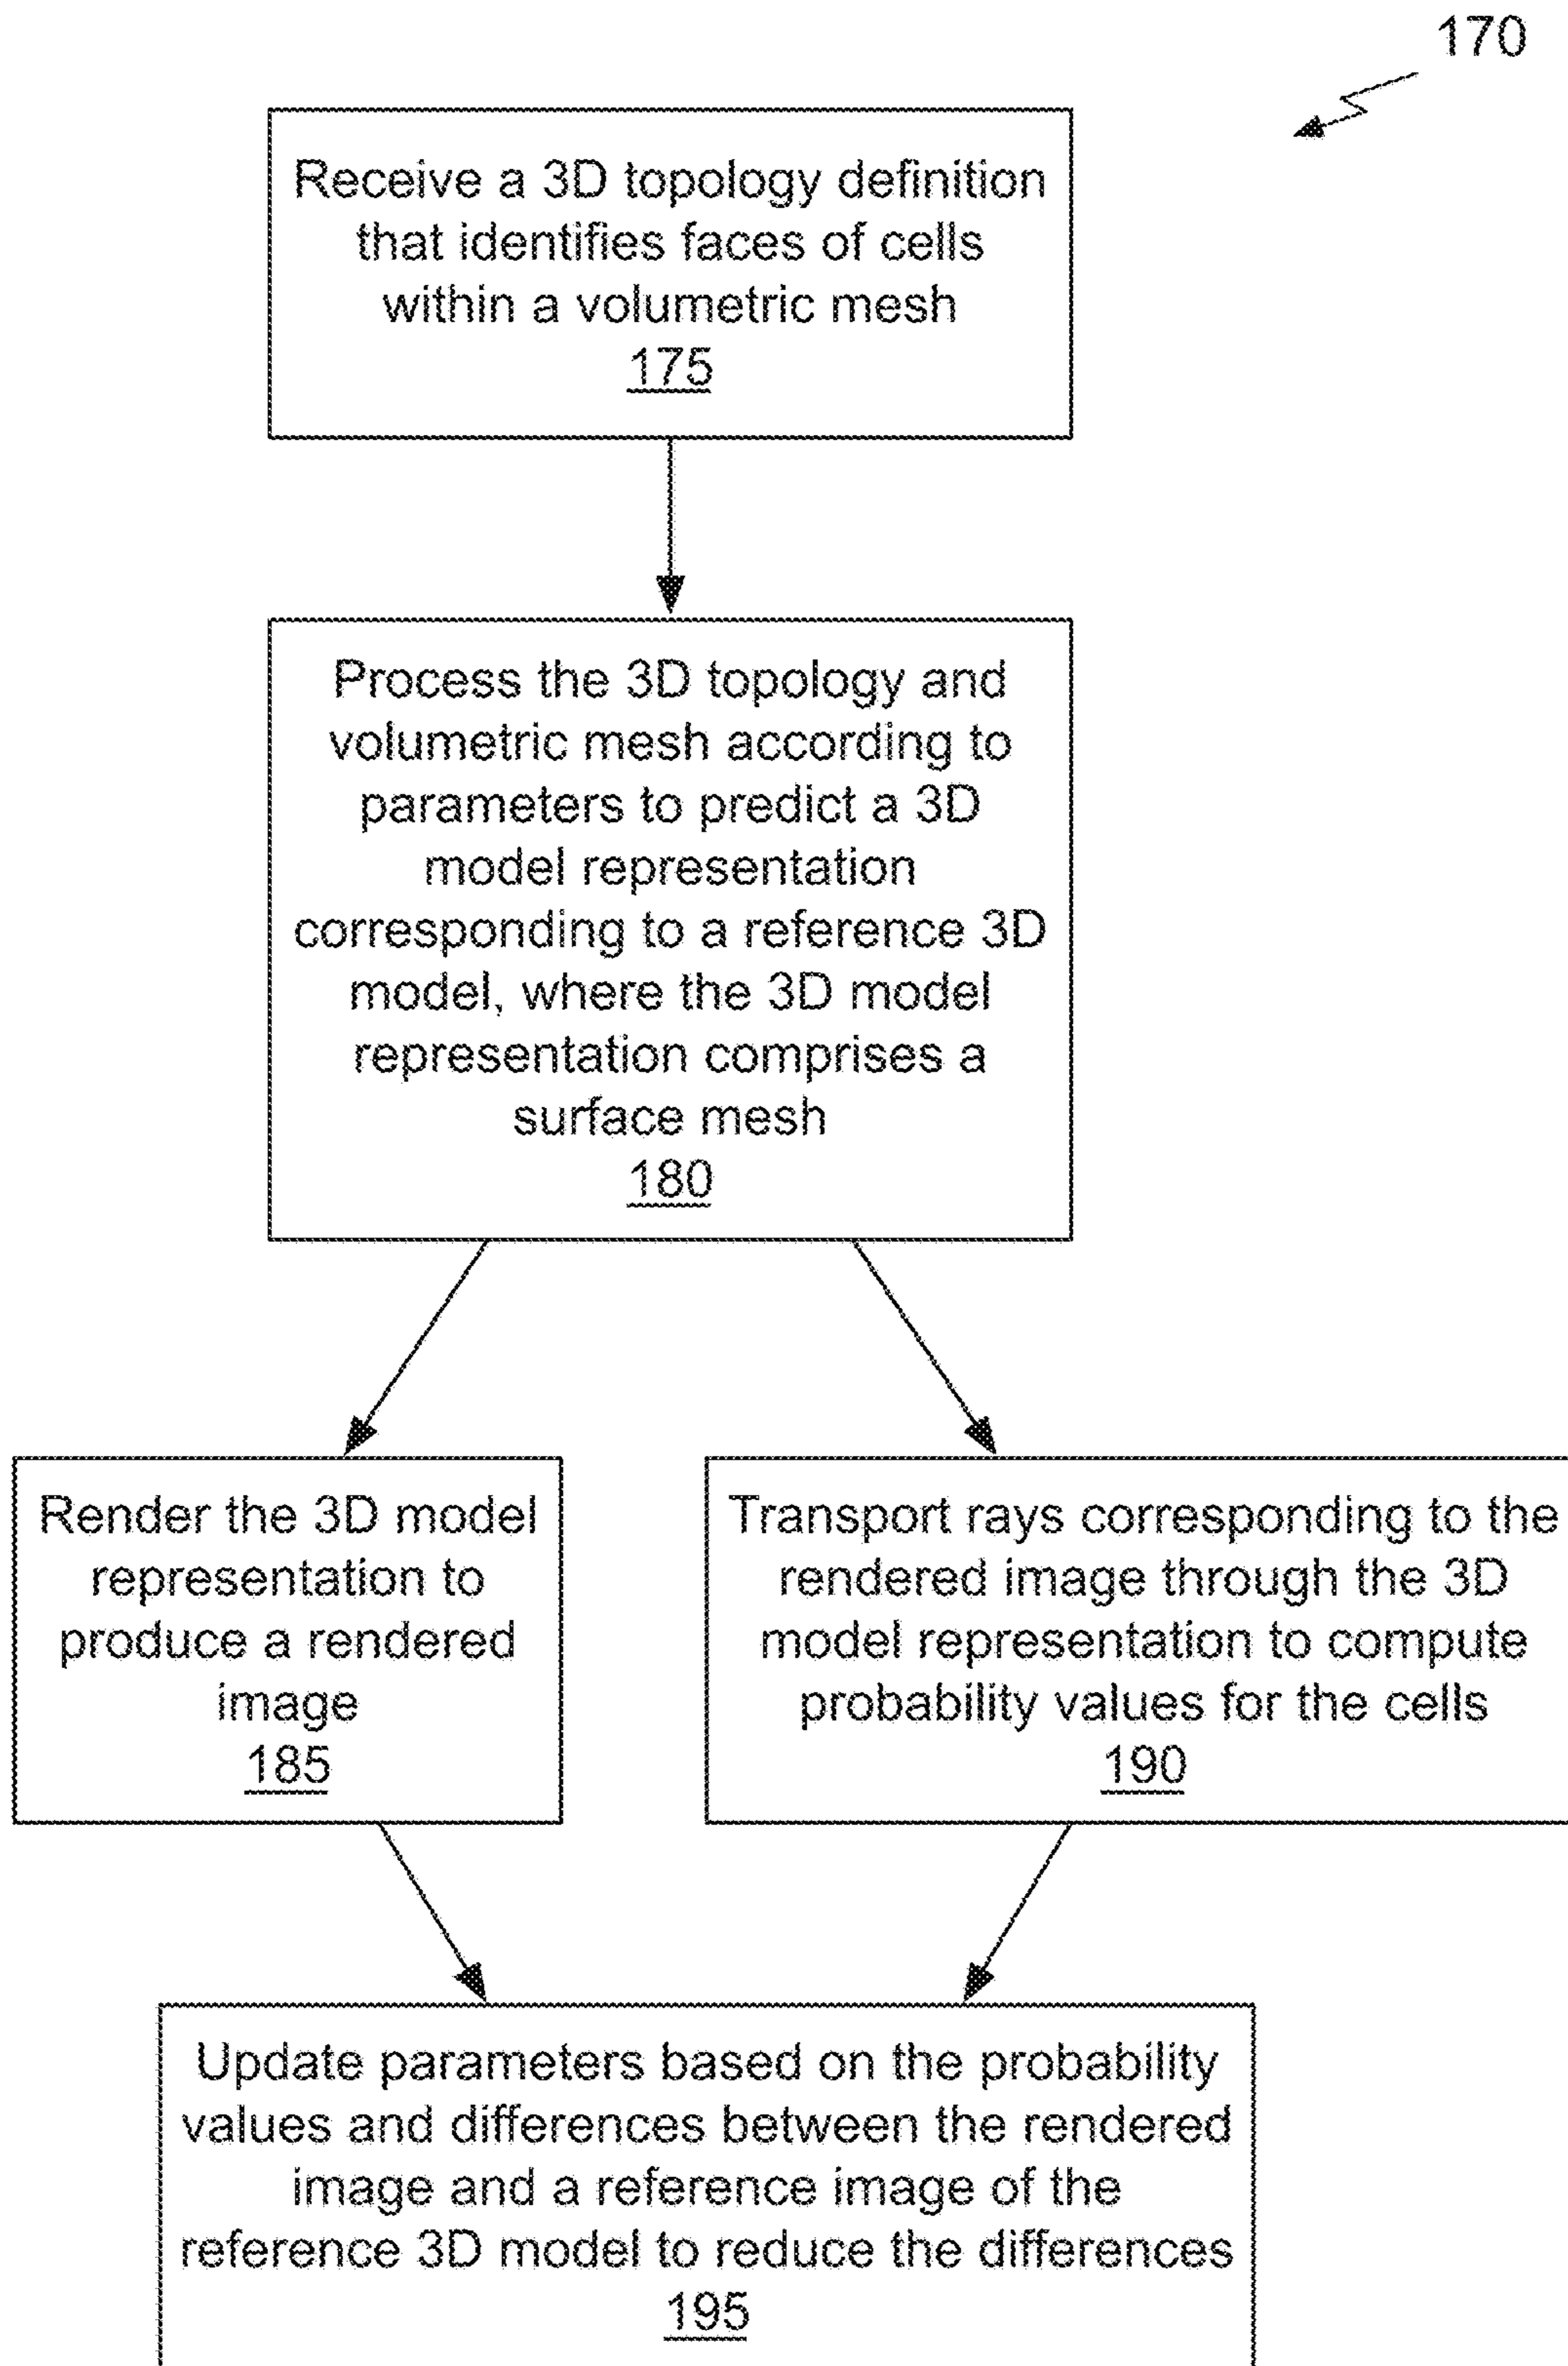 170
Receive a 3D topology definition
that identifies faces of cells
within a volumetric mesh
175
Process the 3D topology and
volumetric mesh according to
parameters to predict a 3D
model representation
corresponding to a reference 3D
model, where the 3D model
representation comprises a
surface mesh
180
Render the 3D model
representation to
produce a rendered
image
185
Transport rays corresponding to the
rendered image through the 3D
model representation to compute
probability values for the cells
190
Update parameters based on the probability
values and differences between the rendered
image and a reference image of the
reference 3D model to reduce the differences
195